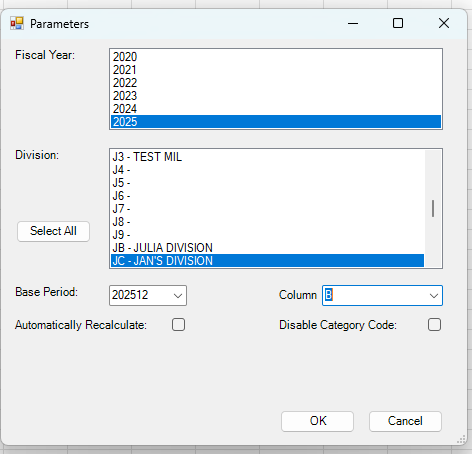 Parameters
Fiscal Year:
2020
2021
2022
2023
2024
2025
Division:
J3 - TEST MIL
J4 -
J5 -
J6 -
J7 -
J8 -
J9 -
JB - JULIA DIVISION
JC - JAN'S DIVISION
Select All
Base Period: 202512 Column B
Automatically Recalculate: Disable Category Code:
OK Cancel